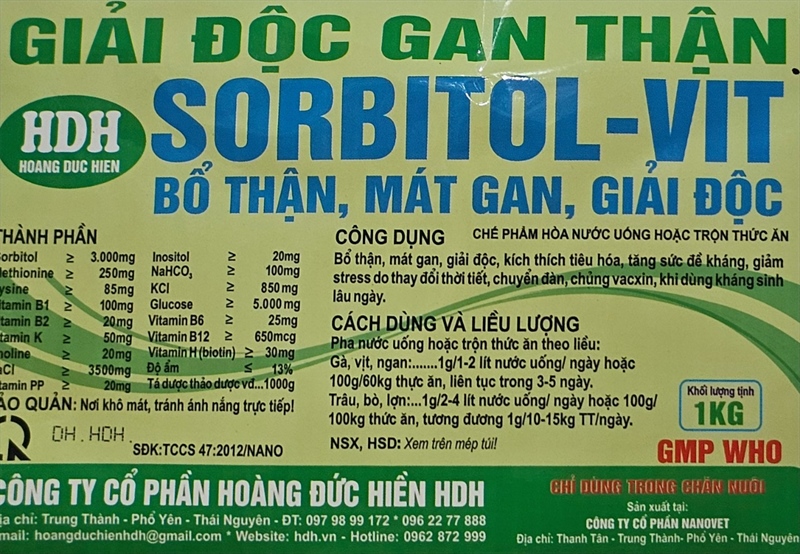 GIẢI ĐỘC GAN THẬN
HDH
HOANG DUC HIEN
SORBITOL-VIT
BỔ THẬN, MÁT GAN, GIẢI ĐỘC
THÀNH PHẦN
orbitol ≥ 3.000mg
ethionine ≥ 250mg
ysine ≥ 85mg
itamin B1 ≥ 100mg
tamin B2 ≥ 20mg
tamin K ≥ 50mg
holine ≥ 20mg
aCl ≥ 3500mg
tamin PP ≥ 20mg
Inositol ≥ 20mg
NaHCO₃ ≥ 100mg
KCl ≥ 850mg
Glucose ≥ 5.000mg
Vitamin B6 ≥ 25mg
Vitamin B12 ≥ 650mcg
Vitamin H (biotin) ≥ 30mg
Độ ẩm ≤ 13%
Tá dược thảo dược vđ...1000g
ẢO QUẢN: Nơi khô mát, tránh ánh nắng trực tiếp!
DH.HDH.
SĐK:TCCS 47:2012/NANO
CÔNG DỤNG
CHẾ PHẨM HÒA NƯỚC UỐNG HOẶC TRỘN THỨC ĂN
Bổ thận, mát gan, giải độc, kích thích tiêu hóa, tăng sức đề kháng, giảm
stress do thay đổi thời tiết, chuyển đàn, chủng vacxin, khi dùng kháng sinh
lâu ngày.
CÁCH DÙNG VÀ LIỀU LƯỢNG
Pha nước uống hoặc trộn thức ăn theo liều:
Gà, vịt, ngan:.......1g/1-2 lít nước uống/ ngày hoặc
100g/60kg thức ăn, liên tục trong 3-5 ngày.
Trâu, bò, lợn:...1g/2-4 lít nước uống/ ngày hoặc 100g/
100kg thức ăn, tương đương 1g/10-15kg TT/ngày.
NSX, HSD: Xem trên mép túi!
Khối lượng tịnh
1KG
GMP WHO
CÔNG TY CỔ PHẦN HOÀNG ĐỨC HIỀN HDH
ịa chỉ: Trung Thành - Phổ Yên - Thái Nguyên - ĐT: 097 98 99 172 * 096 22 77 888
mail: hoangduchienhdh@gmail.com * Website: hdh.vn - Hotline: 0962 872 999
CHỈ DÙNG TRONG CHĂN NUÔI
Sản xuất tại:
CÔNG TY CỔ PHẦN NANOVET
Địa chỉ: Thanh Tân - Trung Thành- Phổ Yên - Thái Nguyên